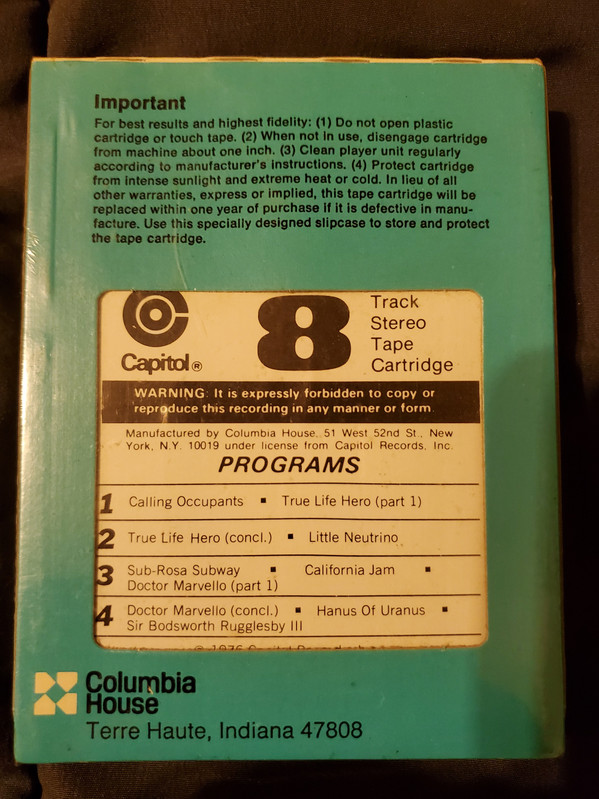 Important
For best results and highest fidelity: (1) Do not open plastic
cartridge or touch tape. (2) When not in use, disengage cartridge
from machine about one inch. (3) Clean player unit regularly
according to manufacturer's instructions. (4) Protect cartridge
from intense sunlight and extreme heat or cold. In lieu of all
other warranties, express or implied, this tape cartridge will be
replaced within one year of purchase if it is defective in manu-
facture. Use this specially designed slipcase to store and protect
the tape cartridge.
Capitol®
8
Track
Stereo
Tape
Cartridge
WARNING: It is expressly forbidden to copy or
reproduce this recording in any manner or form
Manufactured by Columbia House, 51 West 52nd St., New
York, N.Y. 10019 under license from Capitol Records, Inc.
PROGRAMS
1 Calling Occupants ▪ True Life Hero (part 1)
2 True Life Hero (concl.) ▪ Little Neutrino
3 Sub-Rosa Subway ▪ California Jam ▪
Doctor Marvello (part 1)
4 Doctor Marvello (concl.) ▪ Hanus Of Uranus ▪
Sir Bodsworth Rugglesby III
Columbia
House
Terre Haute, Indiana 47808